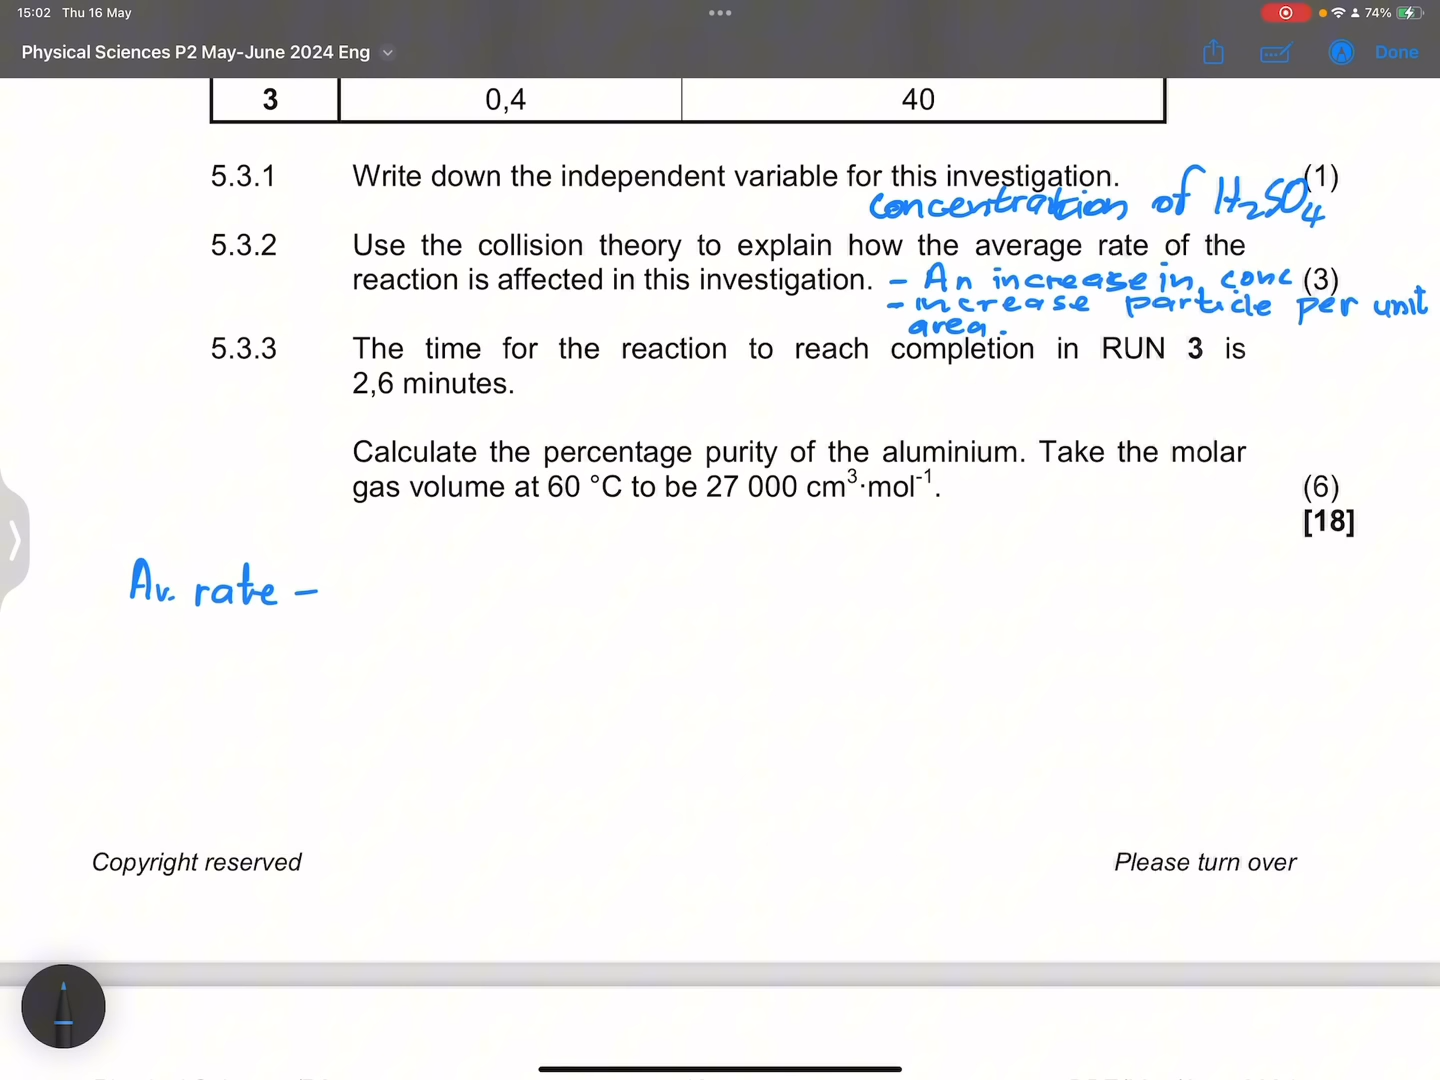 15:02 Thu 16 May
74%
Physical Sciences P2 May-June 2024 Eng
Done
3 0,4 40
5.3.1 Write down the independent variable for this investigation. (1)
concentration of H₂SO₄
5.3.2 Use the collision theory to explain how the average rate of the
reaction is affected in this investigation. - An increase in conc (3)
- increase particle per unit
area.
5.3.3 The time for the reaction to reach completion in RUN 3 is
2,6 minutes.
Calculate the percentage purity of the aluminium. Take the molar
gas volume at 60 °C to be 27 000 cm³·mol⁻¹. (6)
[18]
Av. rate -
Copyright reserved Please turn over